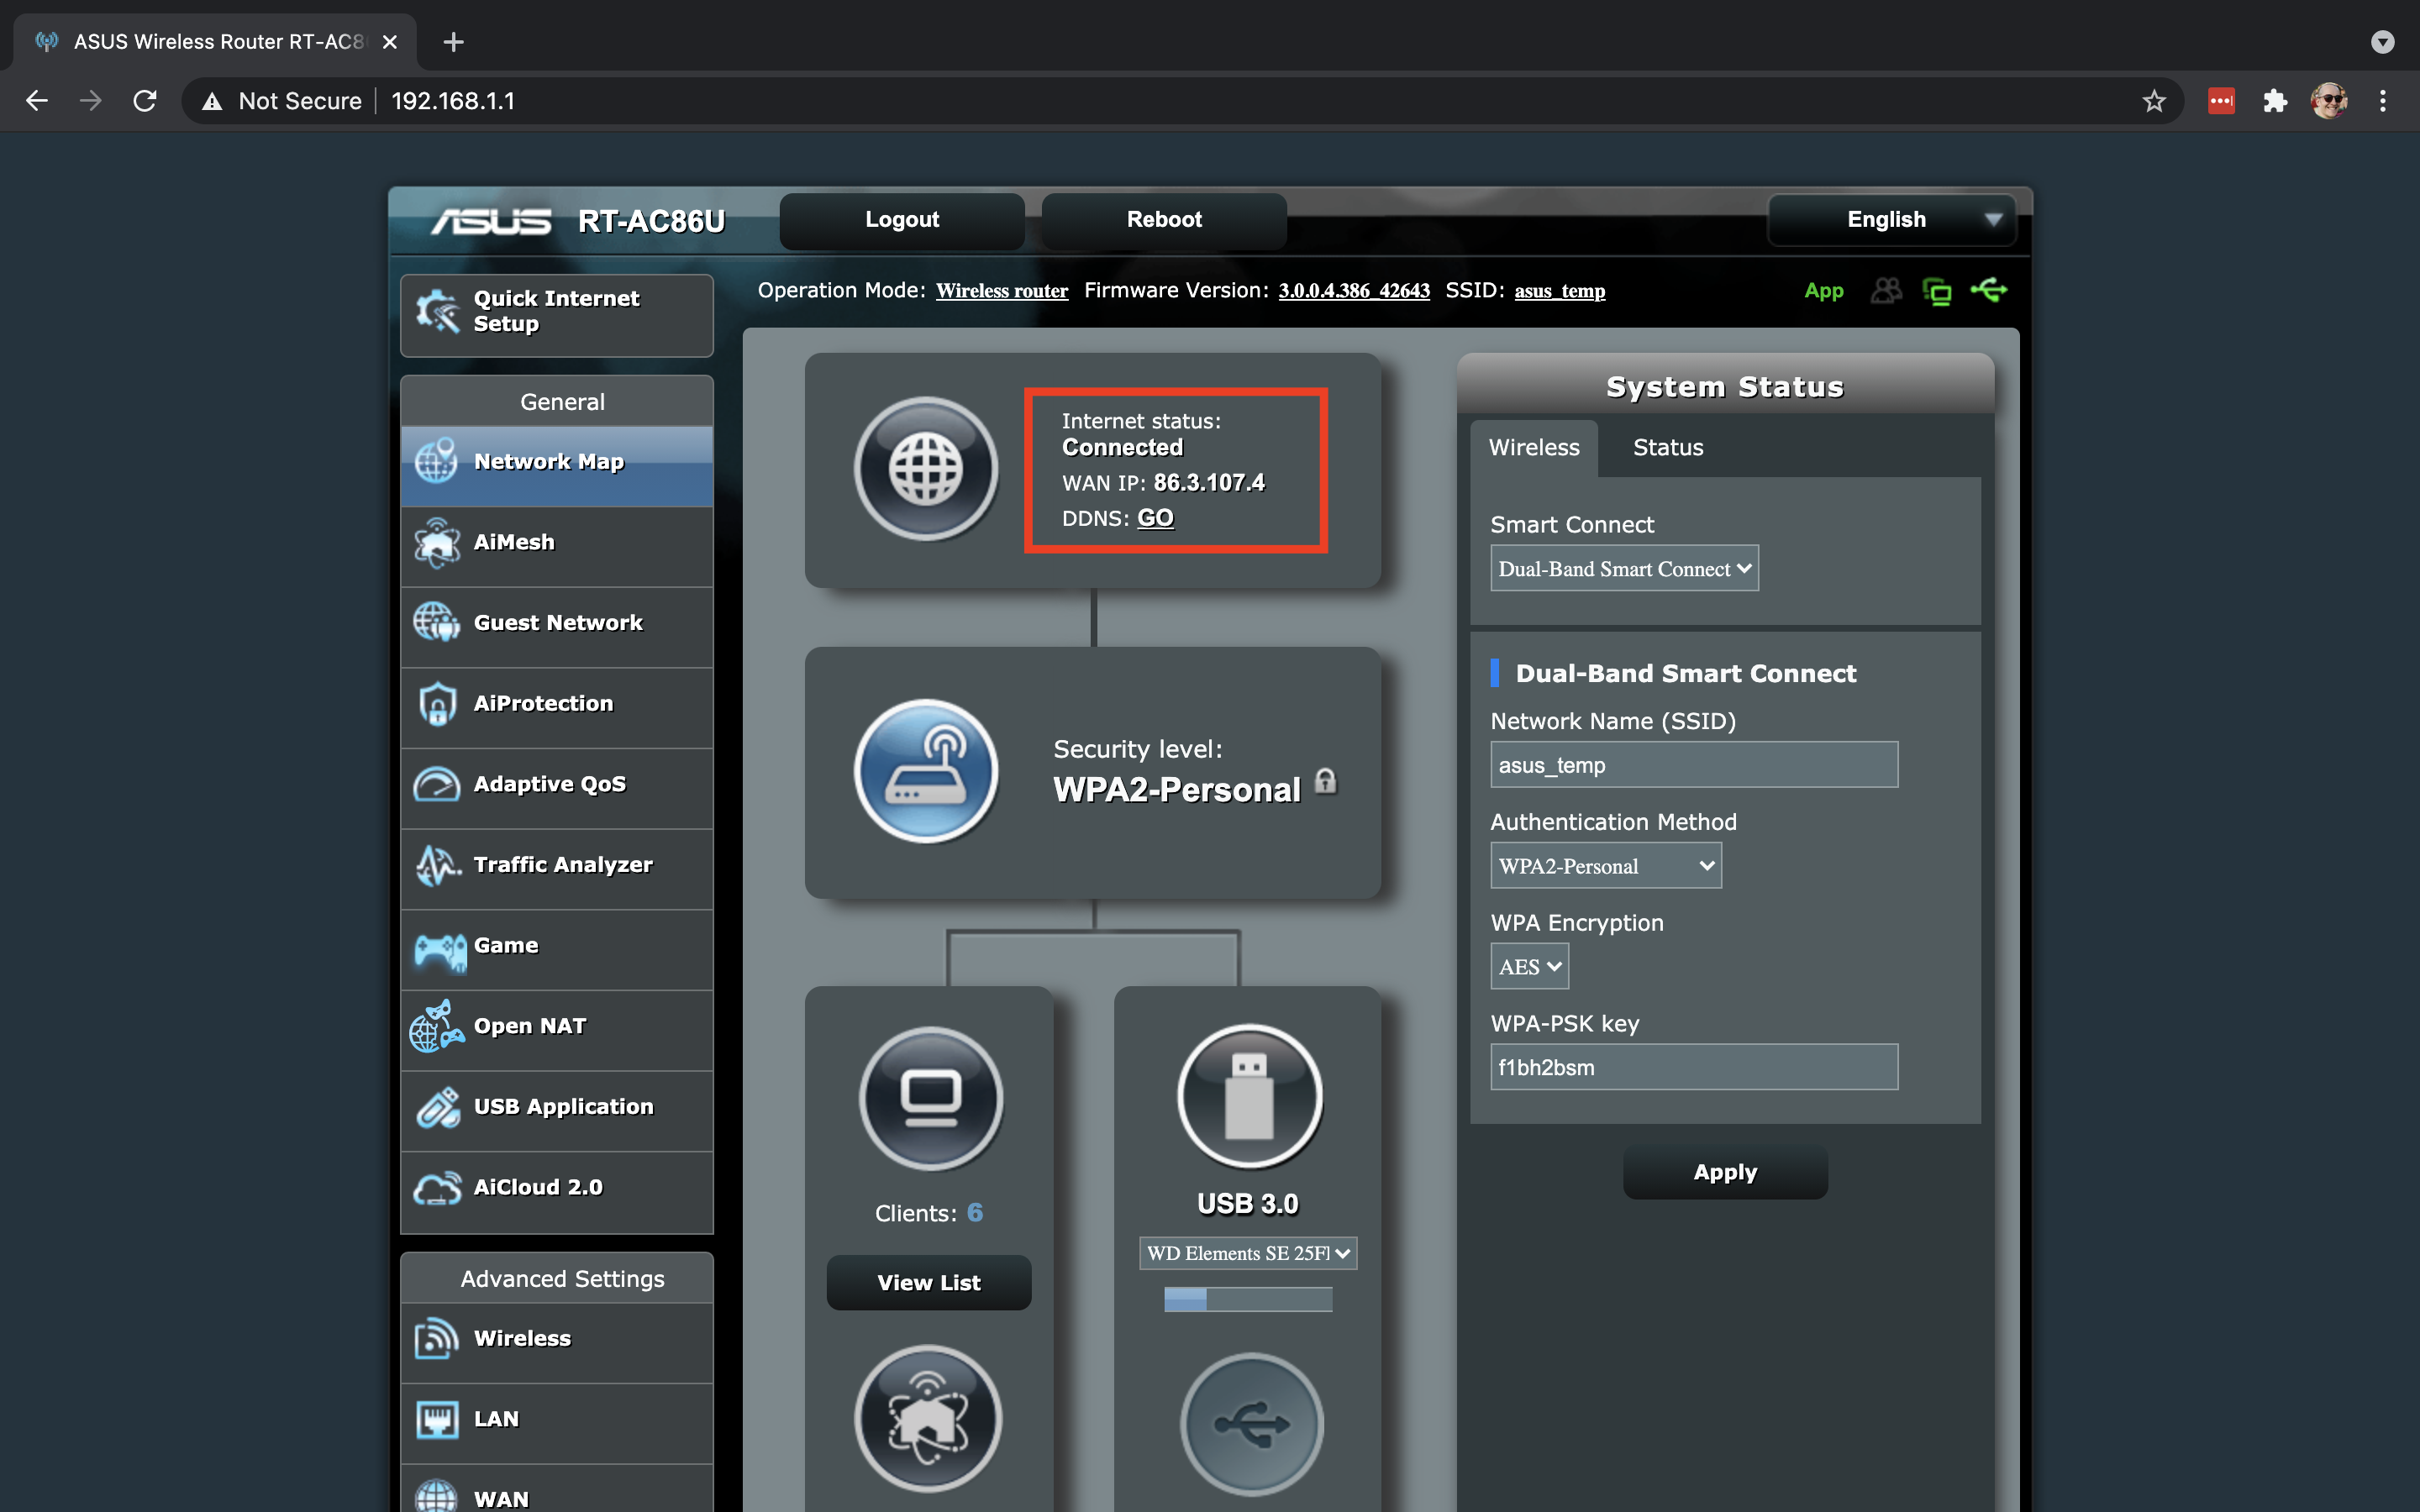 ASUS Wireless Router RT-AC8
Not Secure
192.168.1.1
ASUS RT-AC86U
Logout
Reboot
English
Operation Mode: Wireless router Firmware Version: 3.0.0.4.386_42643 SSID: asus_temp
App
Quick Internet
Setup
General
Network Map
AiMesh
Guest Network
AiProtection
Adaptive QoS
Traffic Analyzer
Game
Open NAT
USB Application
AiCloud 2.0
Advanced Settings
Wireless
LAN
WAN
Internet status:
Connected
WAN IP: 86.3.107.4
DDNS: GO
Security level:
WPA2-Personal
Clients: 6
View List
USB 3.0
WD Elements SE 25F
System Status
Wireless
Status
Smart Connect
Dual-Band Smart Connect
Dual-Band Smart Connect
Network Name (SSID)
asus_temp
Authentication Method
WPA2-Personal
WPA Encryption
AES
WPA-PSK key
f1bh2bsm
Apply